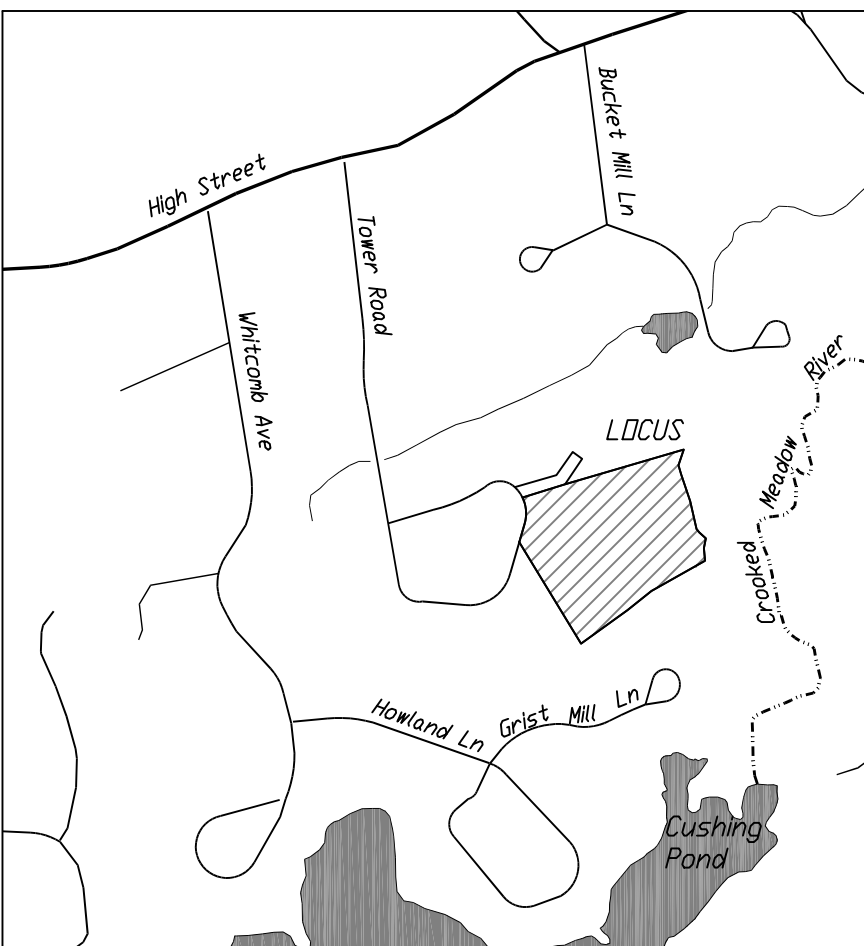 High Street
Bucket Mill Ln
Tower Road
Whitcomb Ave
LOCUS
Crooked Meadow River
Howland Ln
Grist Mill Ln
Cushing
Pond